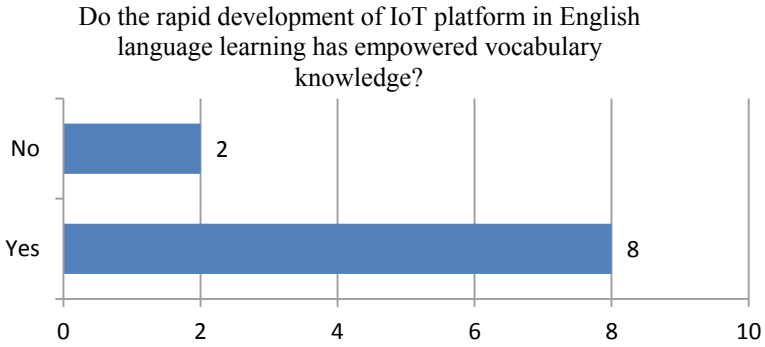 Do the rapid development of IoT platform in English
language learning has empowered vocabulary
knowledge?
No
2
Yes
8
0 2 4 6 8 10